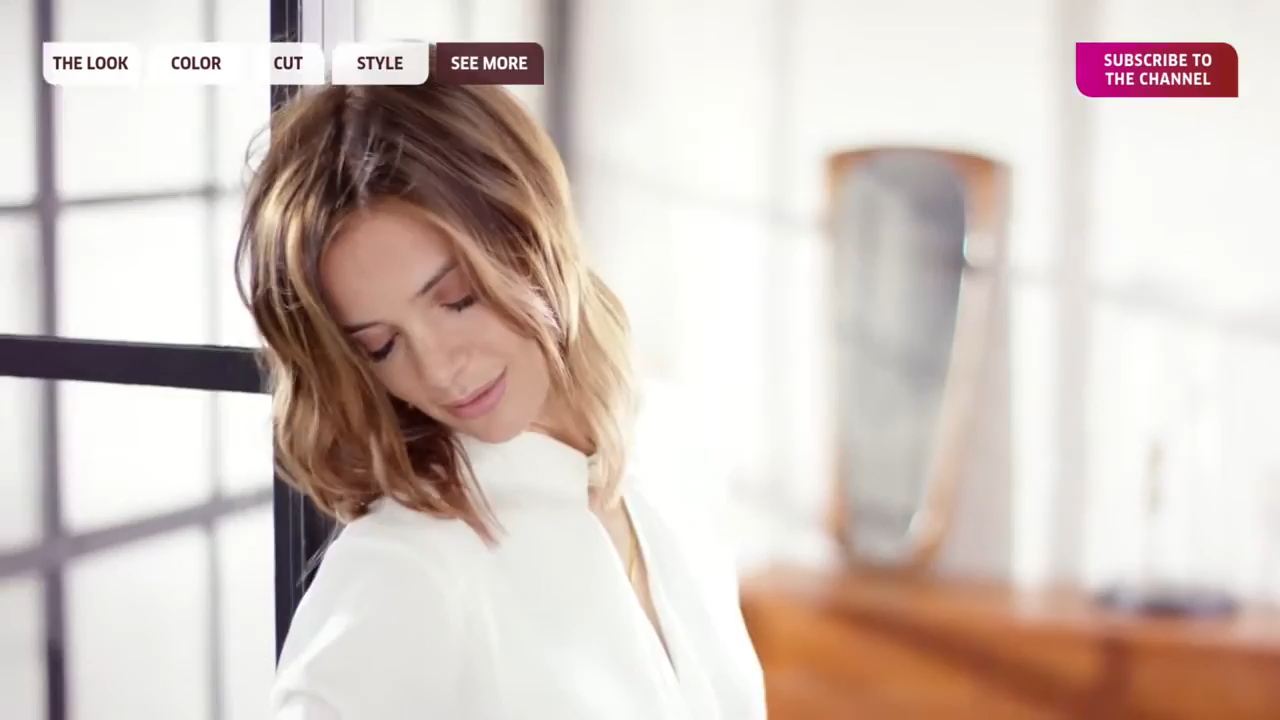 THE LOOK
COLOR
CUT
STYLE
SEE MORE
SUBSCRIBE TO
THE CHANNEL